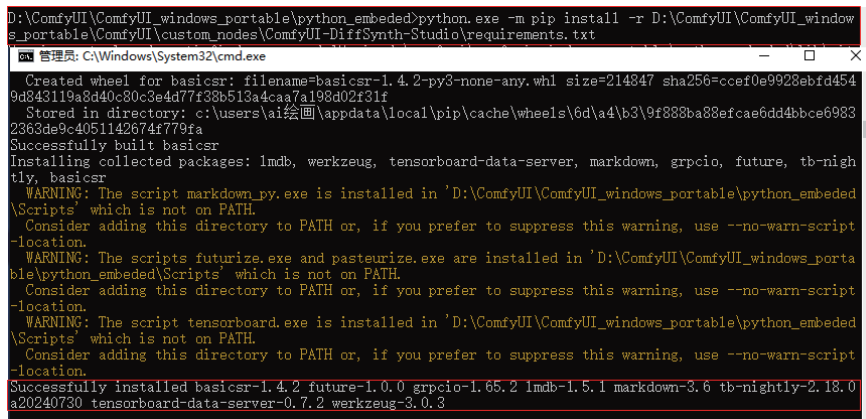 D:\ComfyUI\ComfyUI_windows_portable\python_embeded>python.exe -m pip install -r D:\ComfyUI\ComfyUI_window
s_portable\ComfyUI\custom_nodes\ComfyUI-DiffSynth-Studio\requirements.txt
管理员: C:\Windows\System32\cmd.exe
Created wheel for basicsr: filename=basicsr-1.4.2-py3-none-any.whl size=214847 sha256=ccef0e9928ebfd454
9d843119a8d40c80c3e4d77f38b513a4caa7a198d02f31f
Stored in directory: c:\users\ai绘画\appdata\local\pip\cache\wheels\6d\a4\b3\9f888ba88efcae6dd4bbce6983
2363de9c4051142674f779fa
Successfully built basicsr
Installing collected packages: lmdb, werkzeug, tensorboard-data-server, markdown, grpcio, future, tb-nigh
tly, basicsr
WARNING: The script markdown_py.exe is installed in 'D:\ComfyUI\ComfyUI_windows_portable\python_embeded
\Scripts' which is not on PATH.
Consider adding this directory to PATH or, if you prefer to suppress this warning, use --no-warn-script
-location.
WARNING: The scripts futurize.exe and pasteurize.exe are installed in 'D:\ComfyUI\ComfyUI_windows_porta
ble\python_embeded\Scripts' which is not on PATH.
Consider adding this directory to PATH or, if you prefer to suppress this warning, use --no-warn-script
-location.
WARNING: The script tensorboard.exe is installed in 'D:\ComfyUI\ComfyUI_windows_portable\python_embeded
\Scripts' which is not on PATH.
Consider adding this directory to PATH or, if you prefer to suppress this warning, use --no-warn-script
-location.
Successfully installed basicsr-1.4.2 future-1.0.0 grpcio-1.65.2 lmdb-1.5.1 markdown-3.6 tb-nightly-2.18.0
a20240730 tensorboard-data-server-0.7.2 werkzeug-3.0.3